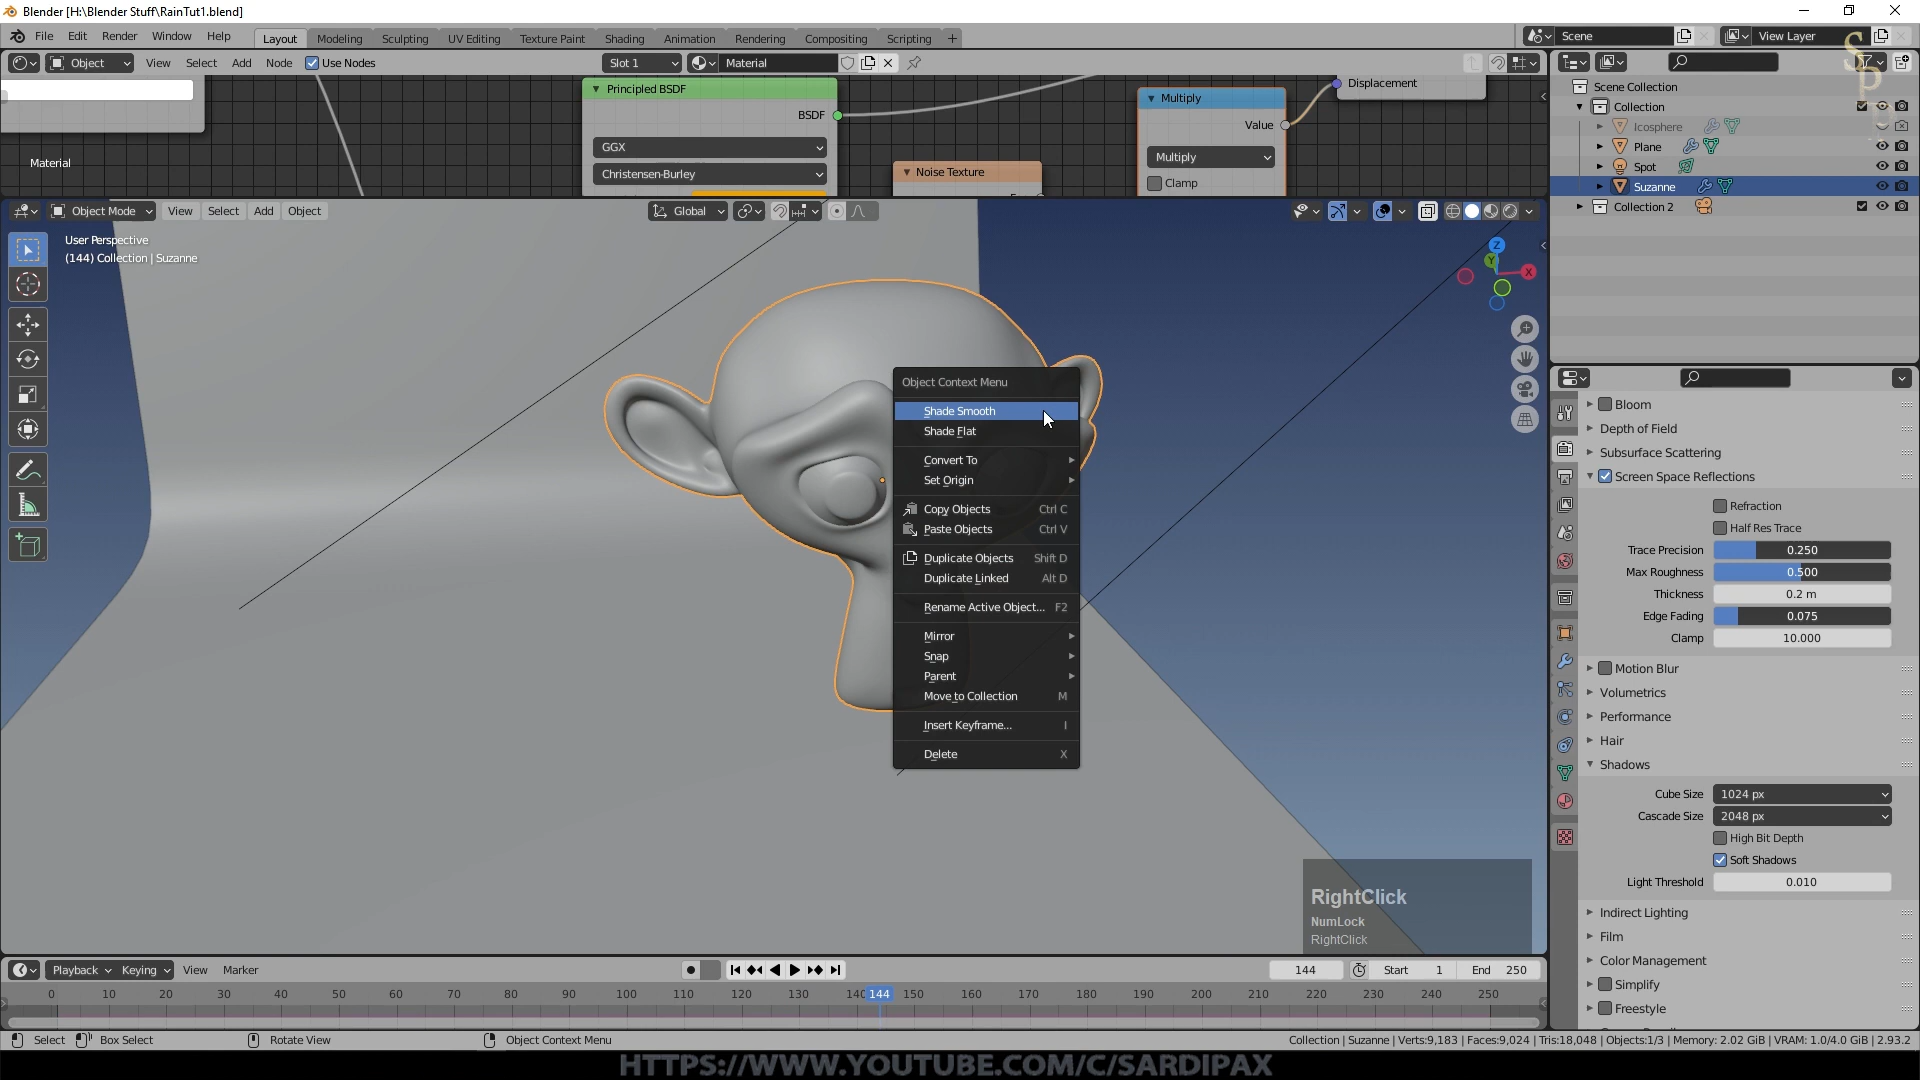 Blender [H:\Blender Stuff\RainTut1.blend]
File Edit Render Window Help Layout Modeling Sculpting UV Editing Texture Paint Shading Animation Rendering Compositing Scripting + Scene View Layer
Object View Select Add Node Use Nodes Slot 1 Material
Principled BSDF
BSDF
GGX
Christensen-Burley
Noise Texture
Multiply
Value
Multiply
Clamp
Displacement
Material
Scene Collection
Collection
Icosphere
Plane
Spot
Suzanne
Collection 2
Object Mode View Select Add Object Global
User Perspective
(144) Collection | Suzanne
Z
Y
X
Object Context Menu
Shade Smooth
Shade Flat
Convert To
Set Origin
Copy Objects Ctrl C
Paste Objects Ctrl V
Duplicate Objects Shift D
Duplicate Linked Alt D
Rename Active Object... F2
Mirror
Snap
Parent
Move to Collection M
Insert Keyframe... I
Delete X
Bloom
Depth of Field
Subsurface Scattering
Screen Space Reflections
Refraction
Half Res Trace
Trace Precision 0.250
Max Roughness 0.500
Thickness 0.2 m
Edge Fading 0.075
Clamp 10.000
Motion Blur
Volumetrics
Performance
Hair
Shadows
Cube Size 1024 px
Cascade Size 2048 px
High Bit Depth
Soft Shadows
Light Threshold 0.010
Indirect Lighting
Film
Color Management
Simplify
Freestyle
RightClick
NumLock
RightClick
Playback Keying View Marker 144 Start 1 End 250
0 10 20 30 40 50 60 70 80 90 100 110 120 130 140 144 150 160 170 180 190 200 210 220 230 240 250
Select Box Select Rotate View Object Context Menu Collection | Suzanne | Verts:9,183 | Faces:9,024 | Tris:18,048 | Objects:1/3 | Memory: 2.02 GiB | VRAM: 1.0/4.0 GiB | 2.93.2
HTTPS://WWW.YOUTUBE.COM/C/SARDIPAX